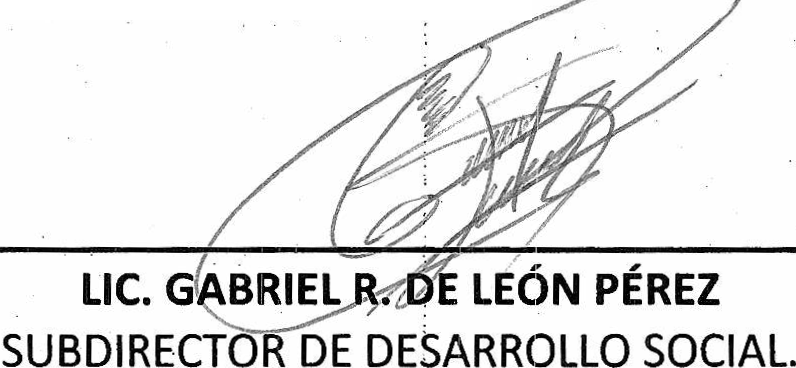 LIC. GABRIEL R. DE LEÓN PÉREZ
SUBDIRECTOR DE DESARROLLO SOCIAL.